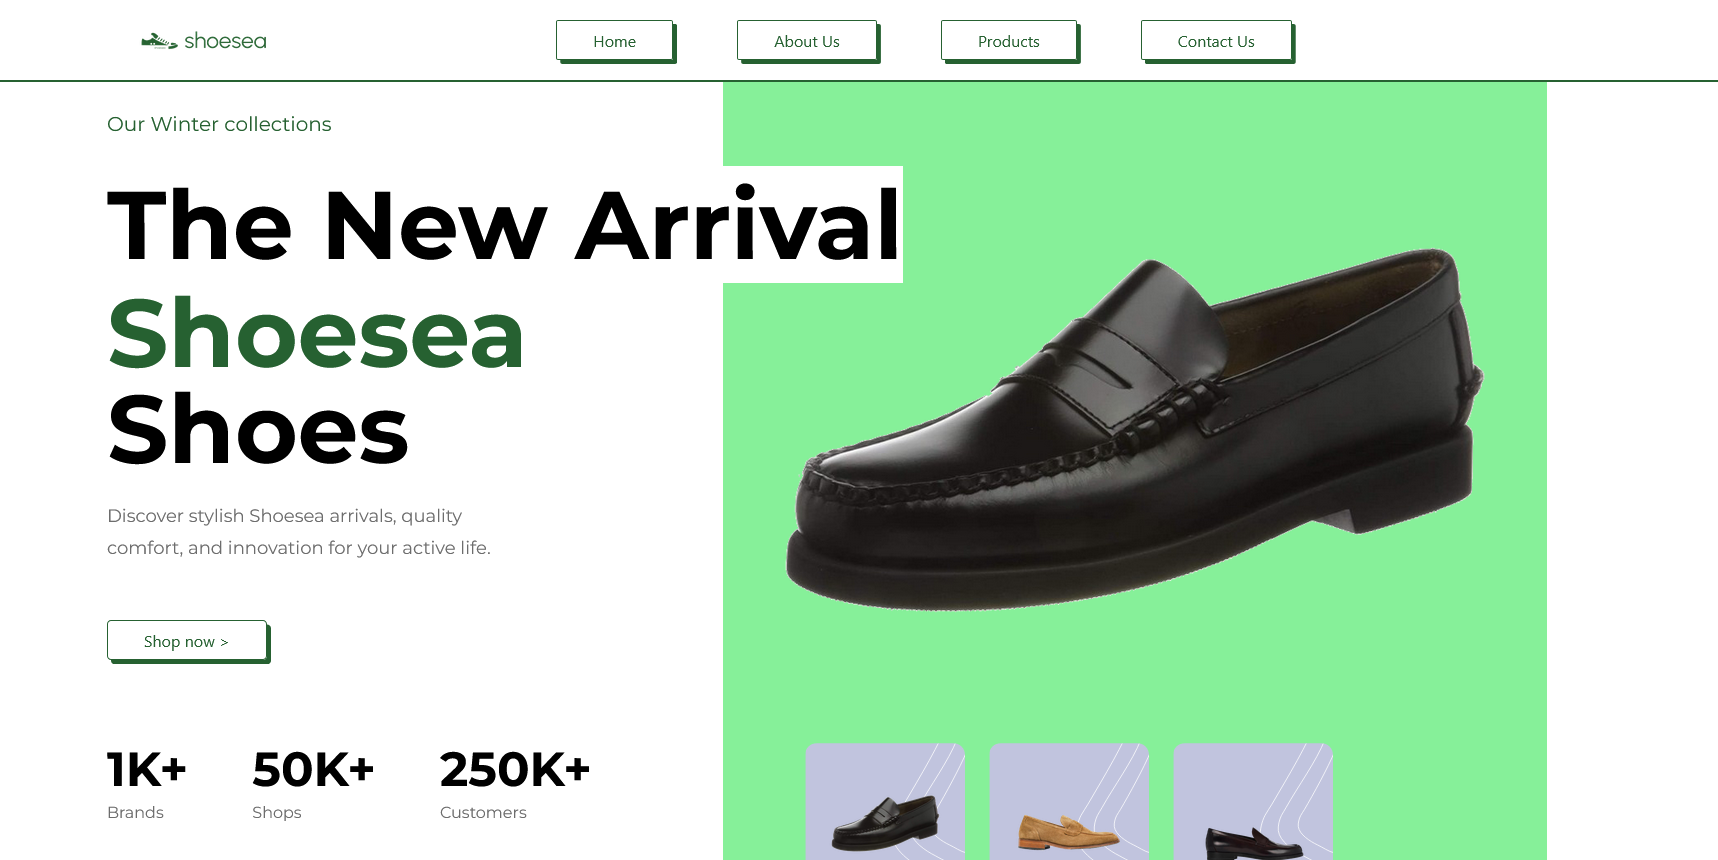 shoesea
Home
About Us
Products
Contact Us
Our Winter collections
The New Arrival
Shoesea
Shoes
Discover stylish Shoesea arrivals, quality
comfort, and innovation for your active life.
Shop now >
1K+
Brands
50K+
Shops
250K+
Customers